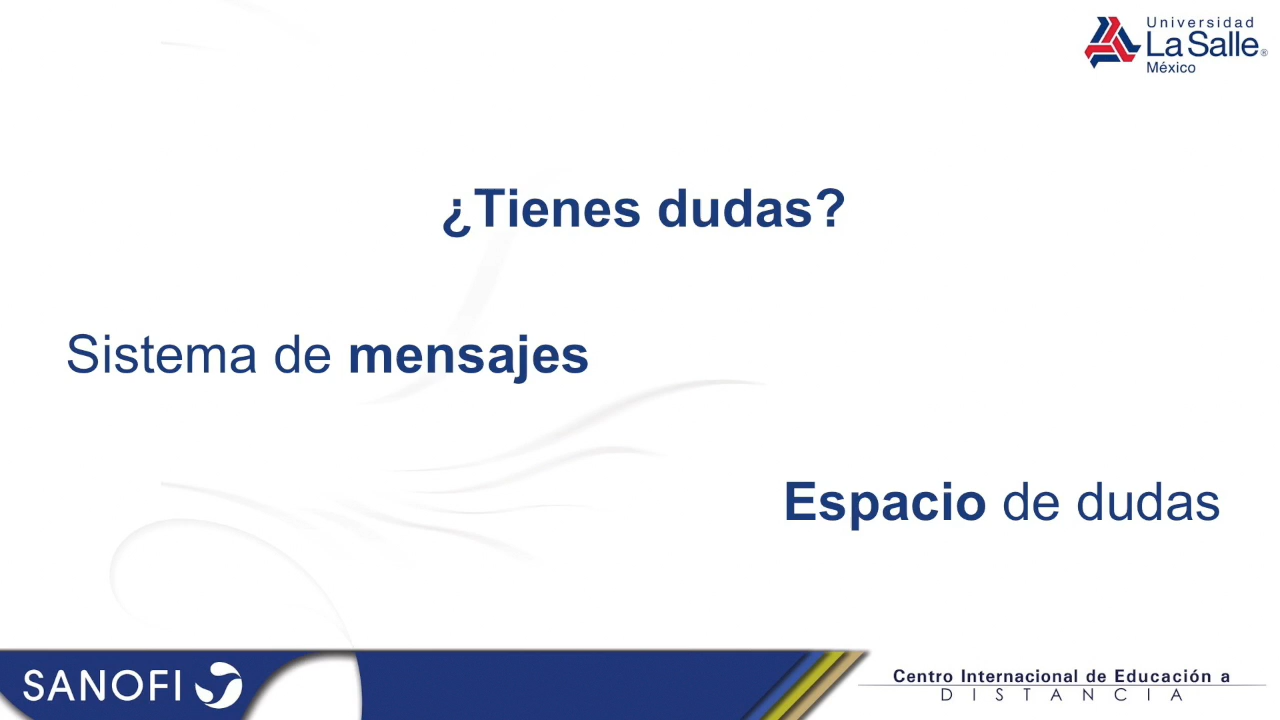 Universidad
La Salle®
México
¿Tienes dudas?
Sistema de mensajes
Espacio de dudas
SANOFI
Centro Internacional de Educación a
DISTANCIA